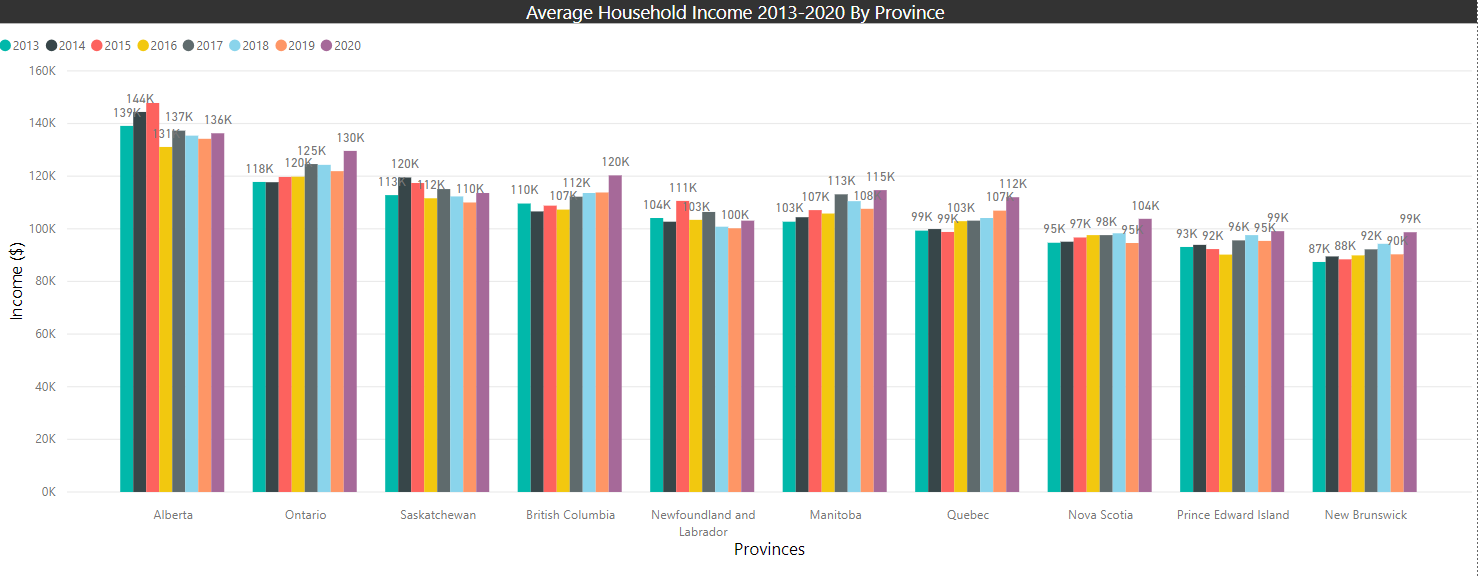 Average Household Income 2013-2020 By Province
2013 2014 2015 2016 2017 2018 2019 2020
160K
140K
120K
100K
80K
60K
40K
20K
0K
Income ($)
139K 144K 131K 137K 136K
118K 120K 125K 130K
113K 120K 112K 110K
110K 107K 112K 120K
104K 111K 103K 100K
103K 107K 113K 108K 115K
99K 99K 103K 107K 112K
95K 97K 98K 95K 104K
93K 92K 96K 95K 99K
87K 88K 92K 90K 99K
Alberta Ontario Saskatchewan British Columbia Newfoundland and Manitoba Quebec Nova Scotia Prince Edward Island New Brunswick
Labrador
Provinces